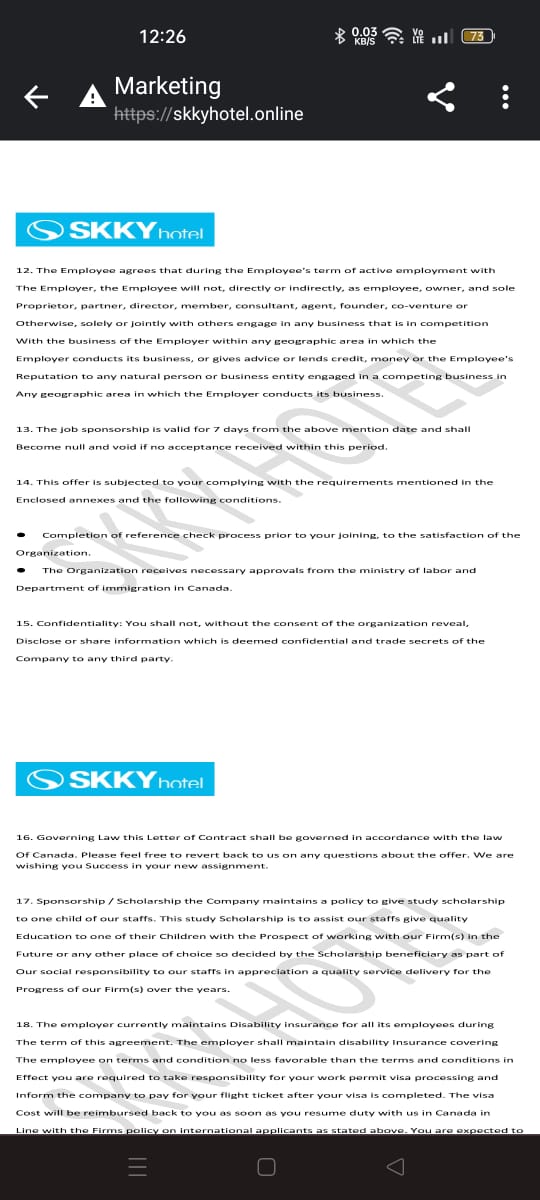 12:26
0.03 KB/S
Vo LTE
73
Marketing
https://skkyhotel.online
SKKY hotel
12. The Employee agrees that during the Employee's term of active employment with
The Employer, the Employee will not, directly or indirectly, as employee, owner, and sole
Proprietor, partner, director, member, consultant, agent, founder, co-venture or
Otherwise, solely or jointly with others engage in any business that is in competition
With the business of the Employer within any geographic area in which the
Employer conducts its business, or gives advice or lends credit, money or the Employee's
Reputation to any natural person or business entity engaged in a competing business in
Any geographic area in which the Employer conducts its business.
13. The job sponsorship is valid for 7 days from the above mention date and shall
Become null and void if no acceptance received within this period.
14. This offer is subjected to your complying with the requirements mentioned in the
Enclosed annexes and the following conditions.
● Completion of reference check process prior to your joining, to the satisfaction of the
Organization.
● The Organization receives necessary approvals from the ministry of labor and
Department of immigration in Canada.
15. Confidentiality: You shall not, without the consent of the organization reveal,
Disclose or share information which is deemed confidential and trade secrets of the
Company to any third party.
SKKY HOTEL
SKKY hotel
16. Governing Law this Letter of Contract shall be governed in accordance with the law
Of Canada. Please feel free to revert back to us on any questions about the offer. We are
wishing you Success in your new assignment.
17. Sponsorship / Scholarship the Company maintains a policy to give study scholarship
to one child of our staffs. This study Scholarship is to assist our staffs give quality
Education to one of their Children with the Prospect of working with our Firm(s) in the
Future or any other place of choice so decided by the Scholarship beneficiary as part of
Our social responsibility to our staffs in appreciation a quality service delivery for the
Progress of our Firm(s) over the years.
18. The employer currently maintains Disability insurance for all its employees during
The term of this agreement. The employer shall maintain disability Insurance covering
The employee on terms and condition no less favorable than the terms and conditions in
Effect you are required to take responsibility for your work permit visa processing and
Inform the company to pay for your flight ticket after your visa is completed. The visa
Cost will be reimbursed back to you as soon as you resume duty with us in Canada in
Line with the Firms policy on international applicants as stated above. You are expected to
SKKY HOTEL